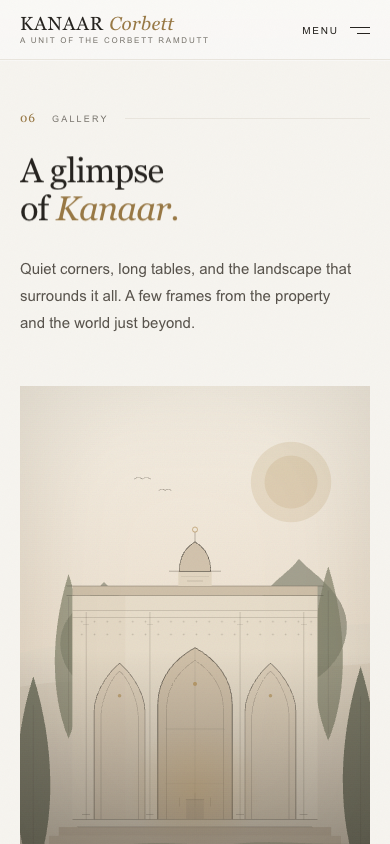 KANAAR Corbett
A UNIT OF THE CORBETT RAMDUTT
MENU
06 GALLERY
A glimpse
of Kanaar.
Quiet corners, long tables, and the landscape that
surrounds it all. A few frames from the property
and the world just beyond.